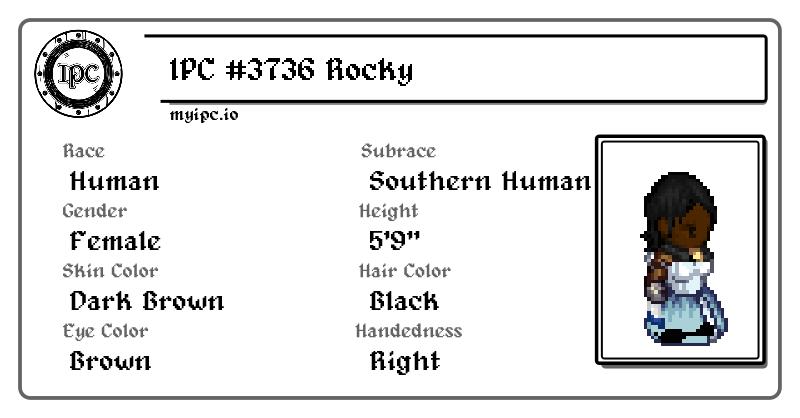 IPC
IPC #3736 Rocky
myipc.io
Race
Human
Subrace
Southern Human
Gender
Female
Height
5'9"
Skin Color
Dark Brown
Hair Color
Black
Eye Color
Brown
Handedness
Right